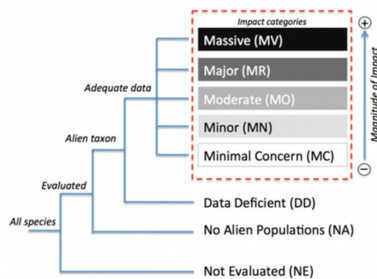 Impact categories
Massive (MV)
Major (MR)
Adequate data
Moderate (MO)
Minor (MN)
Alien taxon
Minimal Concern (MC)
Magnitude of Impact
Evaluated
Data Deficient (DD)
All species
No Alien Populations (NA)
Not Evaluated (NE)